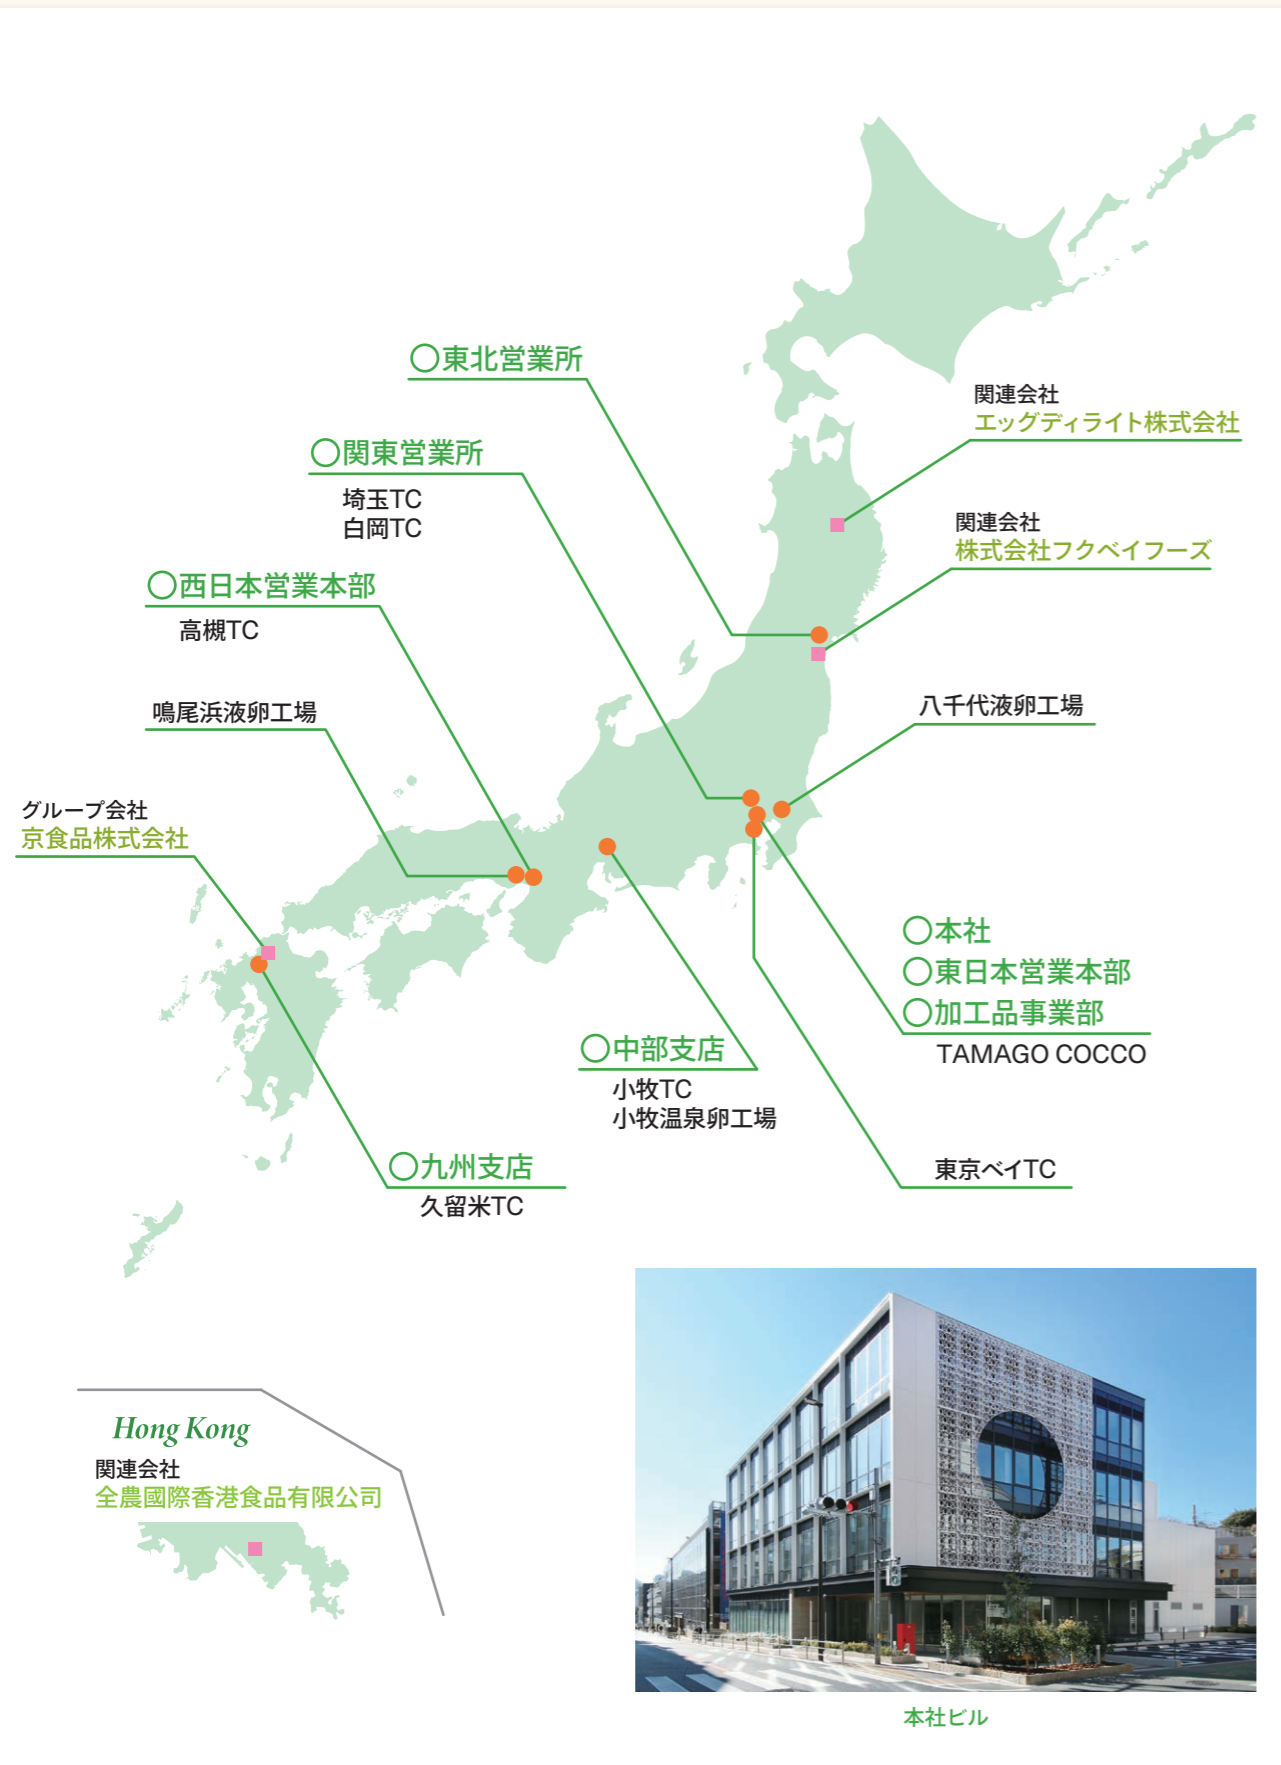 〇東北営業所
関連会社
エッグディライト株式会社
〇関東営業所
埼玉TC
白岡TC
関連会社
株式会社フクベイフーズ
〇西日本営業本部
高槻TC
鳴尾浜液卵工場
八千代液卵工場
グループ会社
京食品株式会社
〇本社
〇東日本営業本部
〇加工品事業部
TAMAGO COCCO
〇中部支店
小牧TC
小牧温泉卵工場
〇九州支店
久留米TC
東京ベイTC
Hong Kong
関連会社
全農國際香港食品有限公司
本社ビル